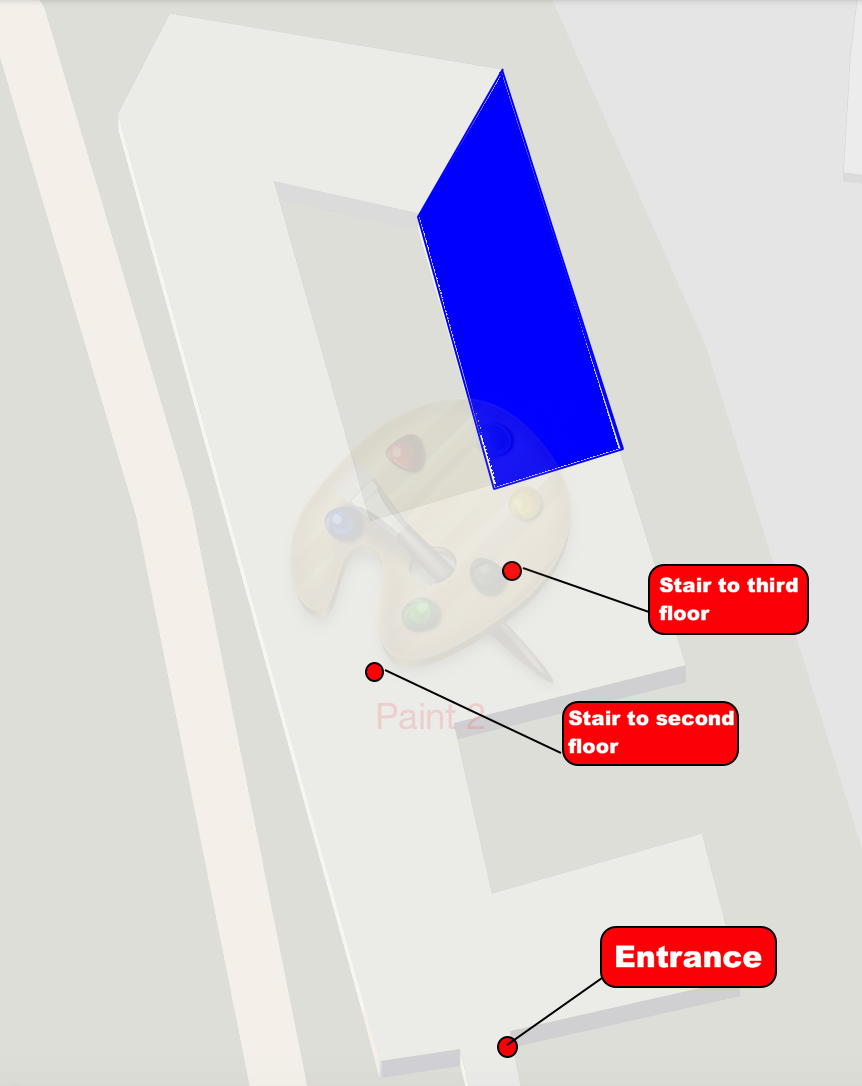 Stair to third
floor
Paint 2
Stair to second
floor
Entrance